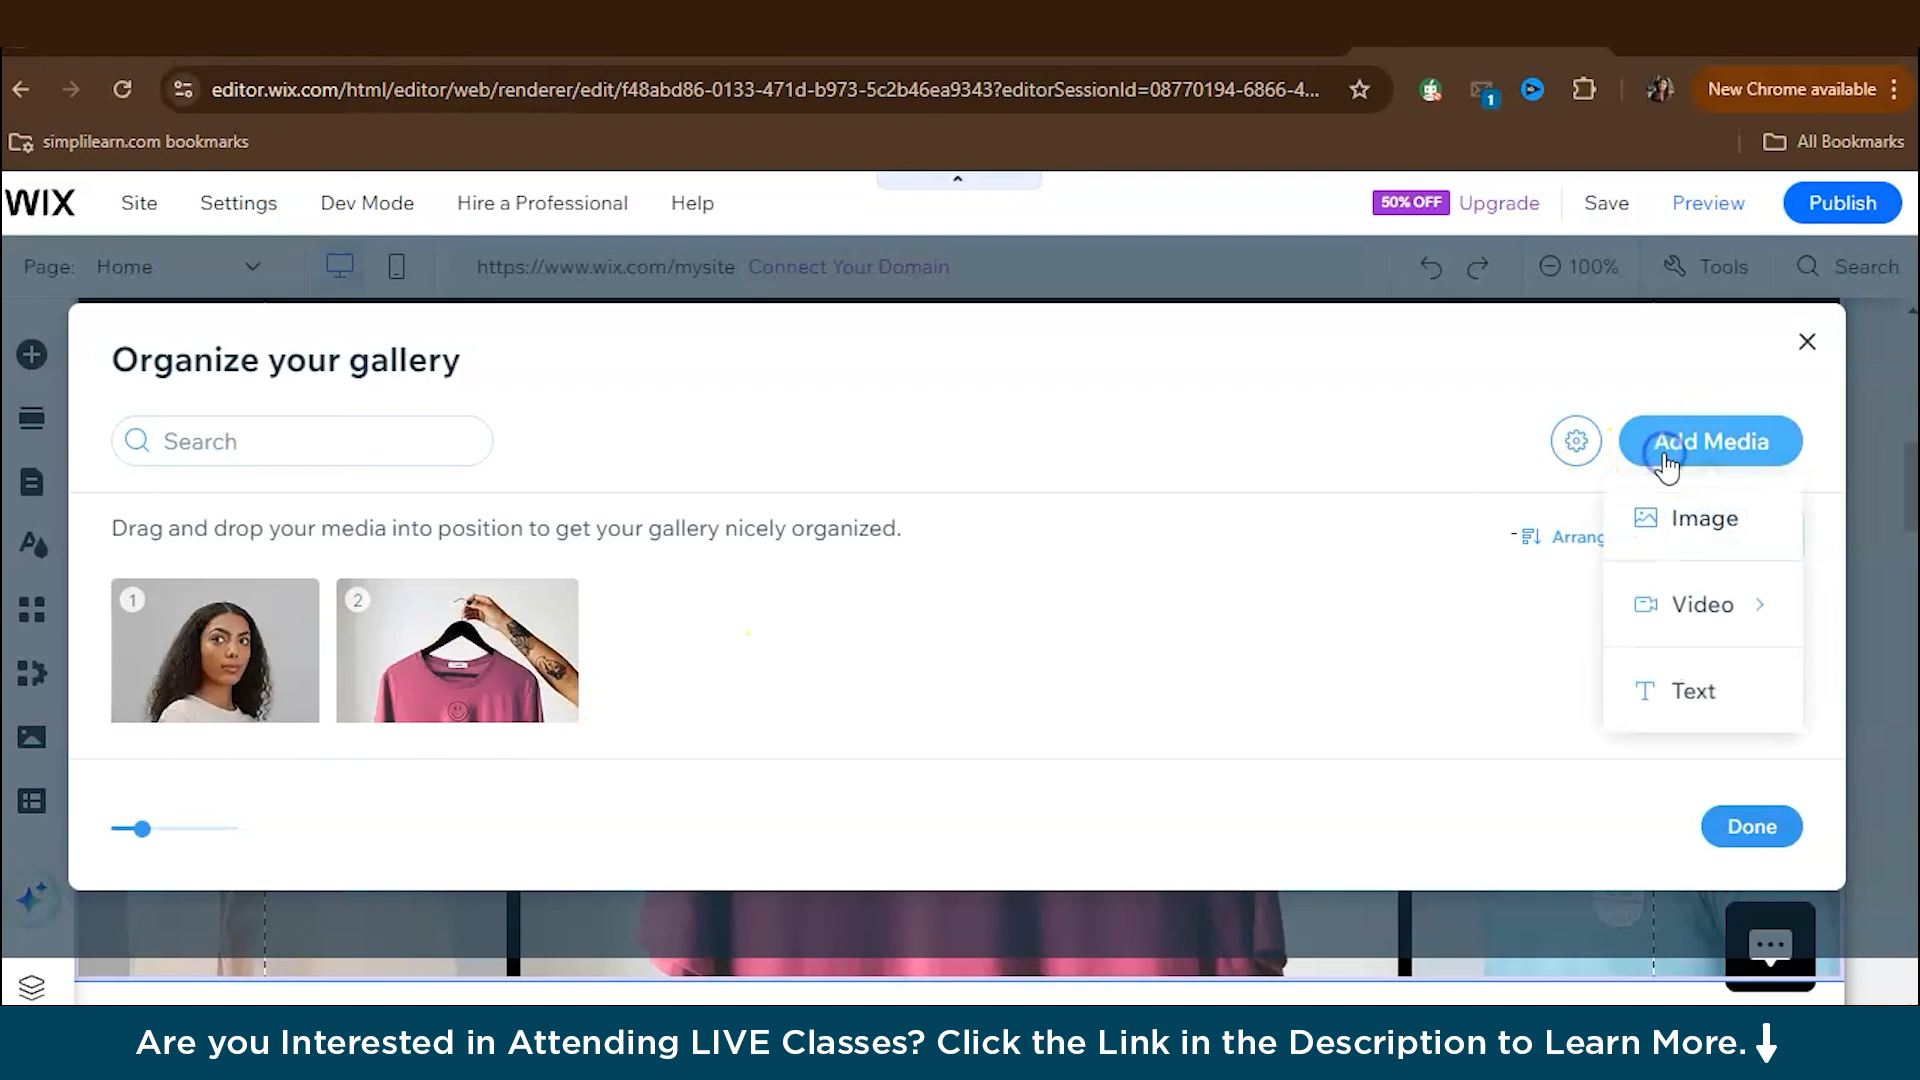 editor.wix.com/html/editor/web/renderer/edit/f48abd86-0133-471d-b973-5c2b46ea9343?editorSessionId=08770194-6866-4...
1
New Chrome available
simplilearn.com bookmarks
All Bookmarks
WIX
Site
Settings
Dev Mode
Hire a Professional
Help
50% OFF
Upgrade
Save
Preview
Publish
Page: Home
https://www.wix.com/mysite
Connect Your Domain
100%
Tools
Search
Organize your gallery
Search
Add Media
Image
Drag and drop your media into position to get your gallery nicely organized.
Arrang
Video
1
2
Text
Done
Are you Interested in Attending LIVE Classes? Click the Link in the Description to Learn More.